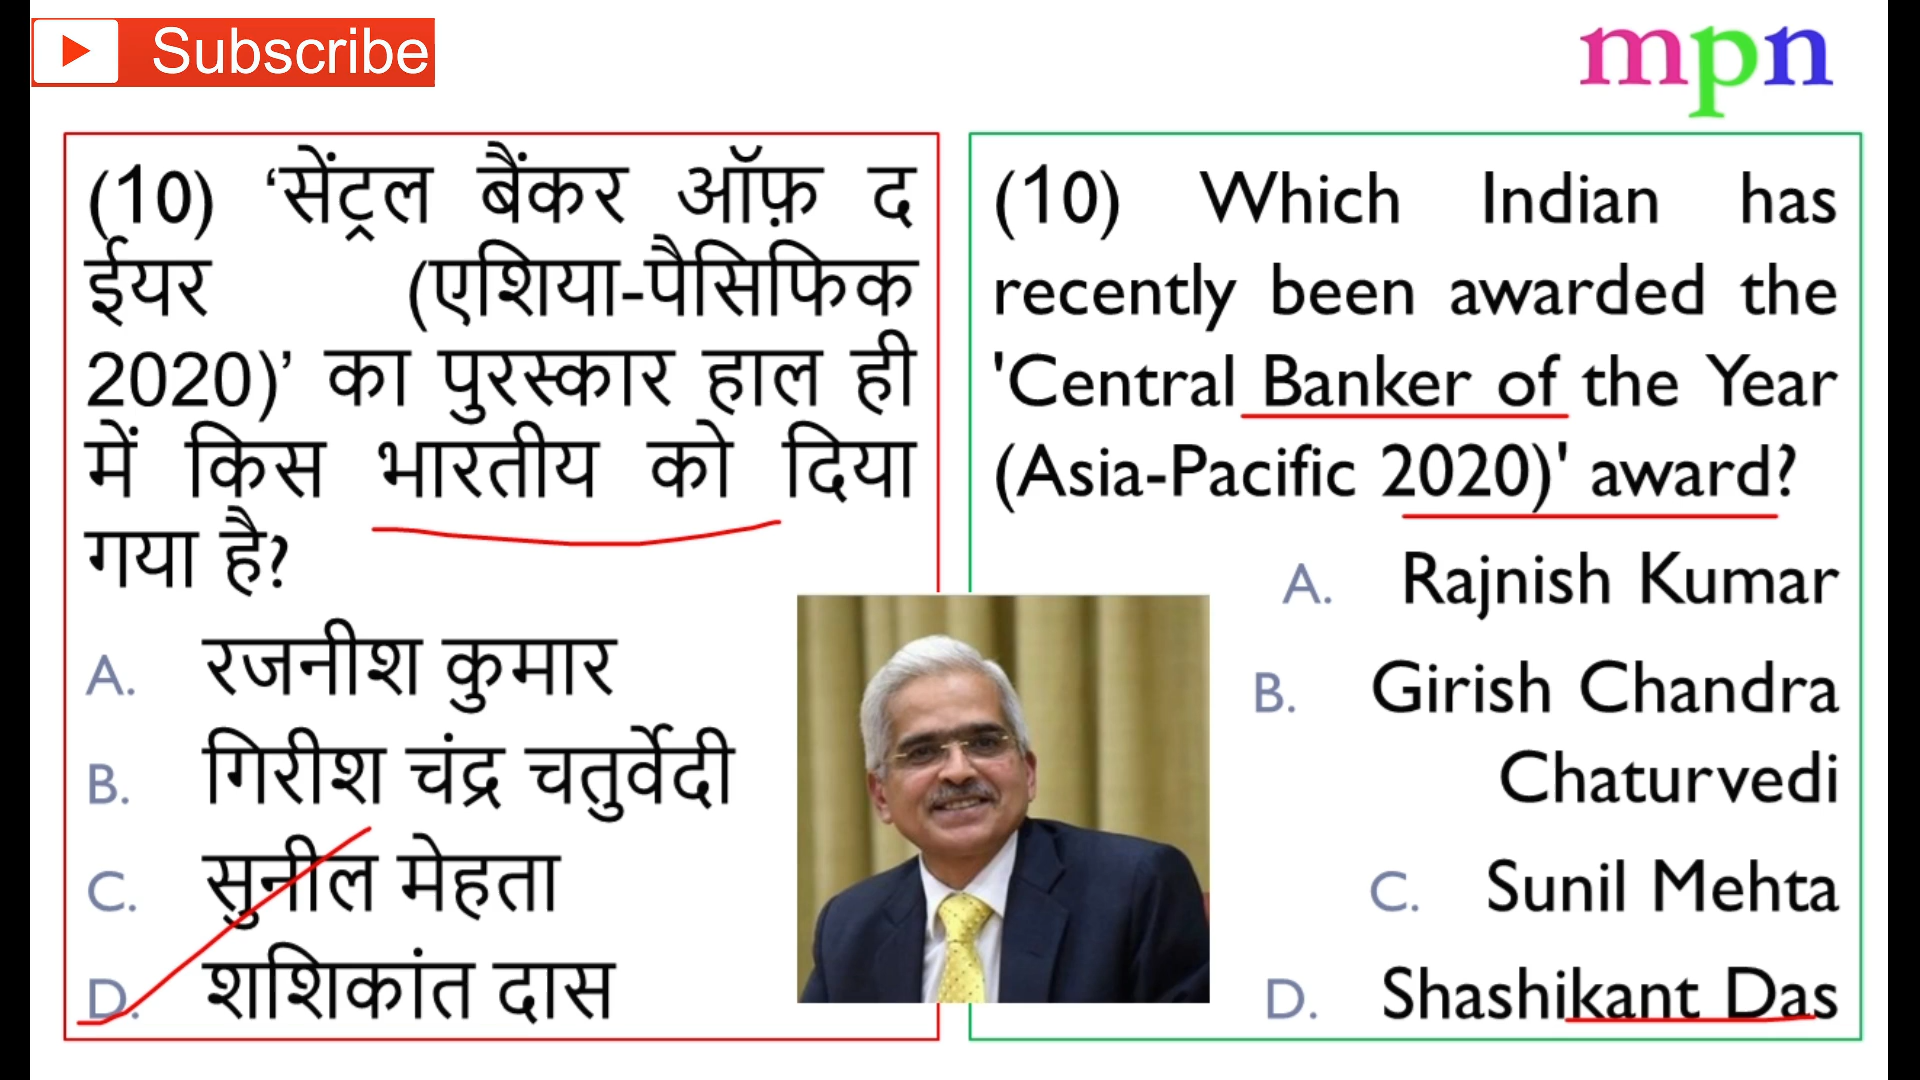 Subscribe
mpn
(10) ‘सेंट्रल बैंकर ऑफ़ द
ईयर (एशिया-पैसिफिक
2020)’ का पुरस्कार हाल ही
में किस भारतीय को दिया
गया है?
A. रजनीश कुमार
B. गिरीश चंद्र चतुर्वेदी
C. सुनील मेहता
D. शशिकांत दास
(10) Which Indian has
recently been awarded the
'Central Banker of the Year
(Asia-Pacific 2020)' award?
A. Rajnish Kumar
B. Girish Chandra
Chaturvedi
C. Sunil Mehta
D. Shashikant Das